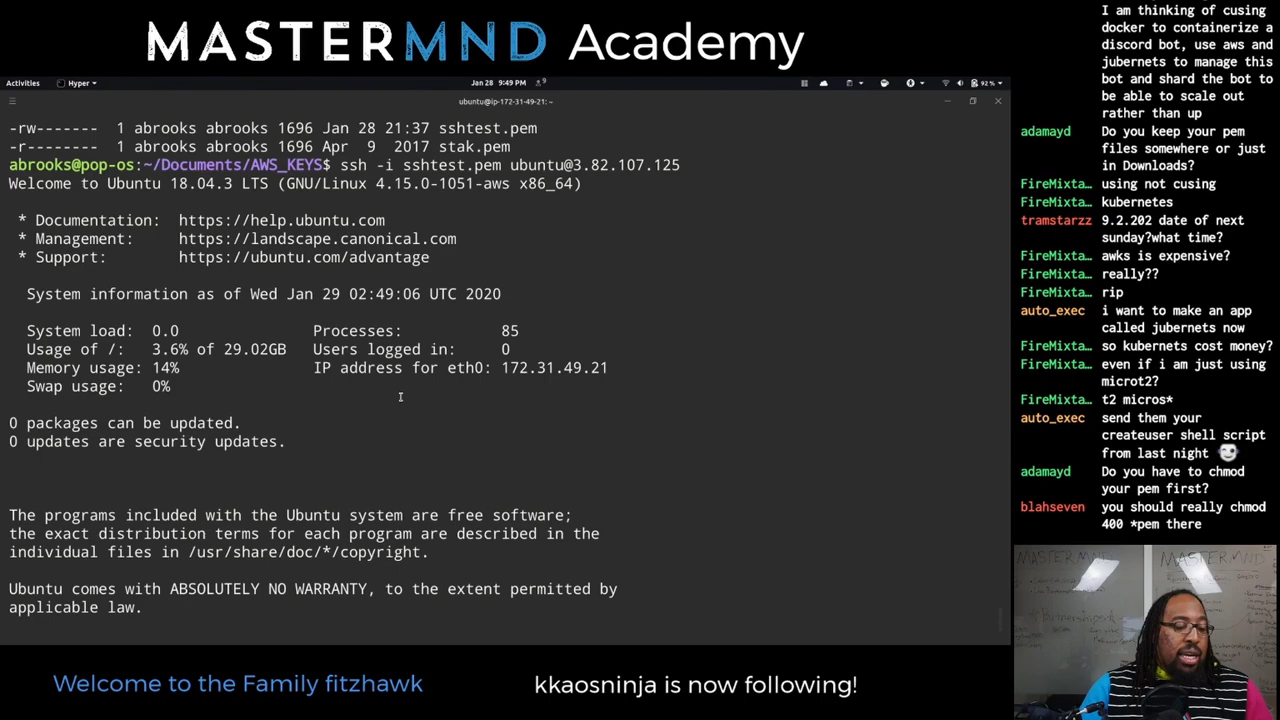 MASTERMND Academy
Activities
Hyper
Jan 28 9:49 PM
9
92 %
ubuntu@ip-172-31-49-21: ~
-rw------- 1 abrooks abrooks 1696 Jan 28 21:37 sshtest.pem
-r-------- 1 abrooks abrooks 1696 Apr 9 2017 stak.pem
abrooks@pop-os:~/Documents/AWS_KEYS$ ssh -i sshtest.pem ubuntu@3.82.107.125
Welcome to Ubuntu 18.04.3 LTS (GNU/Linux 4.15.0-1051-aws x86_64)
* Documentation: https://help.ubuntu.com
* Management: https://landscape.canonical.com
* Support: https://ubuntu.com/advantage
System information as of Wed Jan 29 02:49:06 UTC 2020
System load: 0.0 Processes: 85
Usage of /: 3.6% of 29.02GB Users logged in: 0
Memory usage: 14% IP address for eth0: 172.31.49.21
Swap usage: 0%
0 packages can be updated.
0 updates are security updates.
The programs included with the Ubuntu system are free software;
the exact distribution terms for each program are described in the
individual files in /usr/share/doc/*/copyright.
Ubuntu comes with ABSOLUTELY NO WARRANTY, to the extent permitted by
applicable law.
I am thinking of cusing
docker to containerize a
discord bot, use aws and
jubernets to manage this
bot and share the bot to
be able to scale out
rather than up
adamayd Do you keep your pem
files somewhere or just
in Downloads?
FireMixta… using not cusing
FireMixta… kubernetes
tramstarzz 9.2.202 date of next
sunday?what time?
FireMixta… awks is expensive?
FireMixta… really??
FireMixta… rip
auto_exec i want to make an app
called jubernets now
FireMixta… so kubernets cost money?
FireMixta… even if i am just using
microt2?
FireMixta… t2 micros*
auto_exec send them your
createuser shell script
from last night
adamayd Do you have to chmod
your pem first?
blahseven you should really chmod
400 *pem there
MASTERMND MASTERMND
Welcome to the Family fitzhawk
kkaosninja is now following!